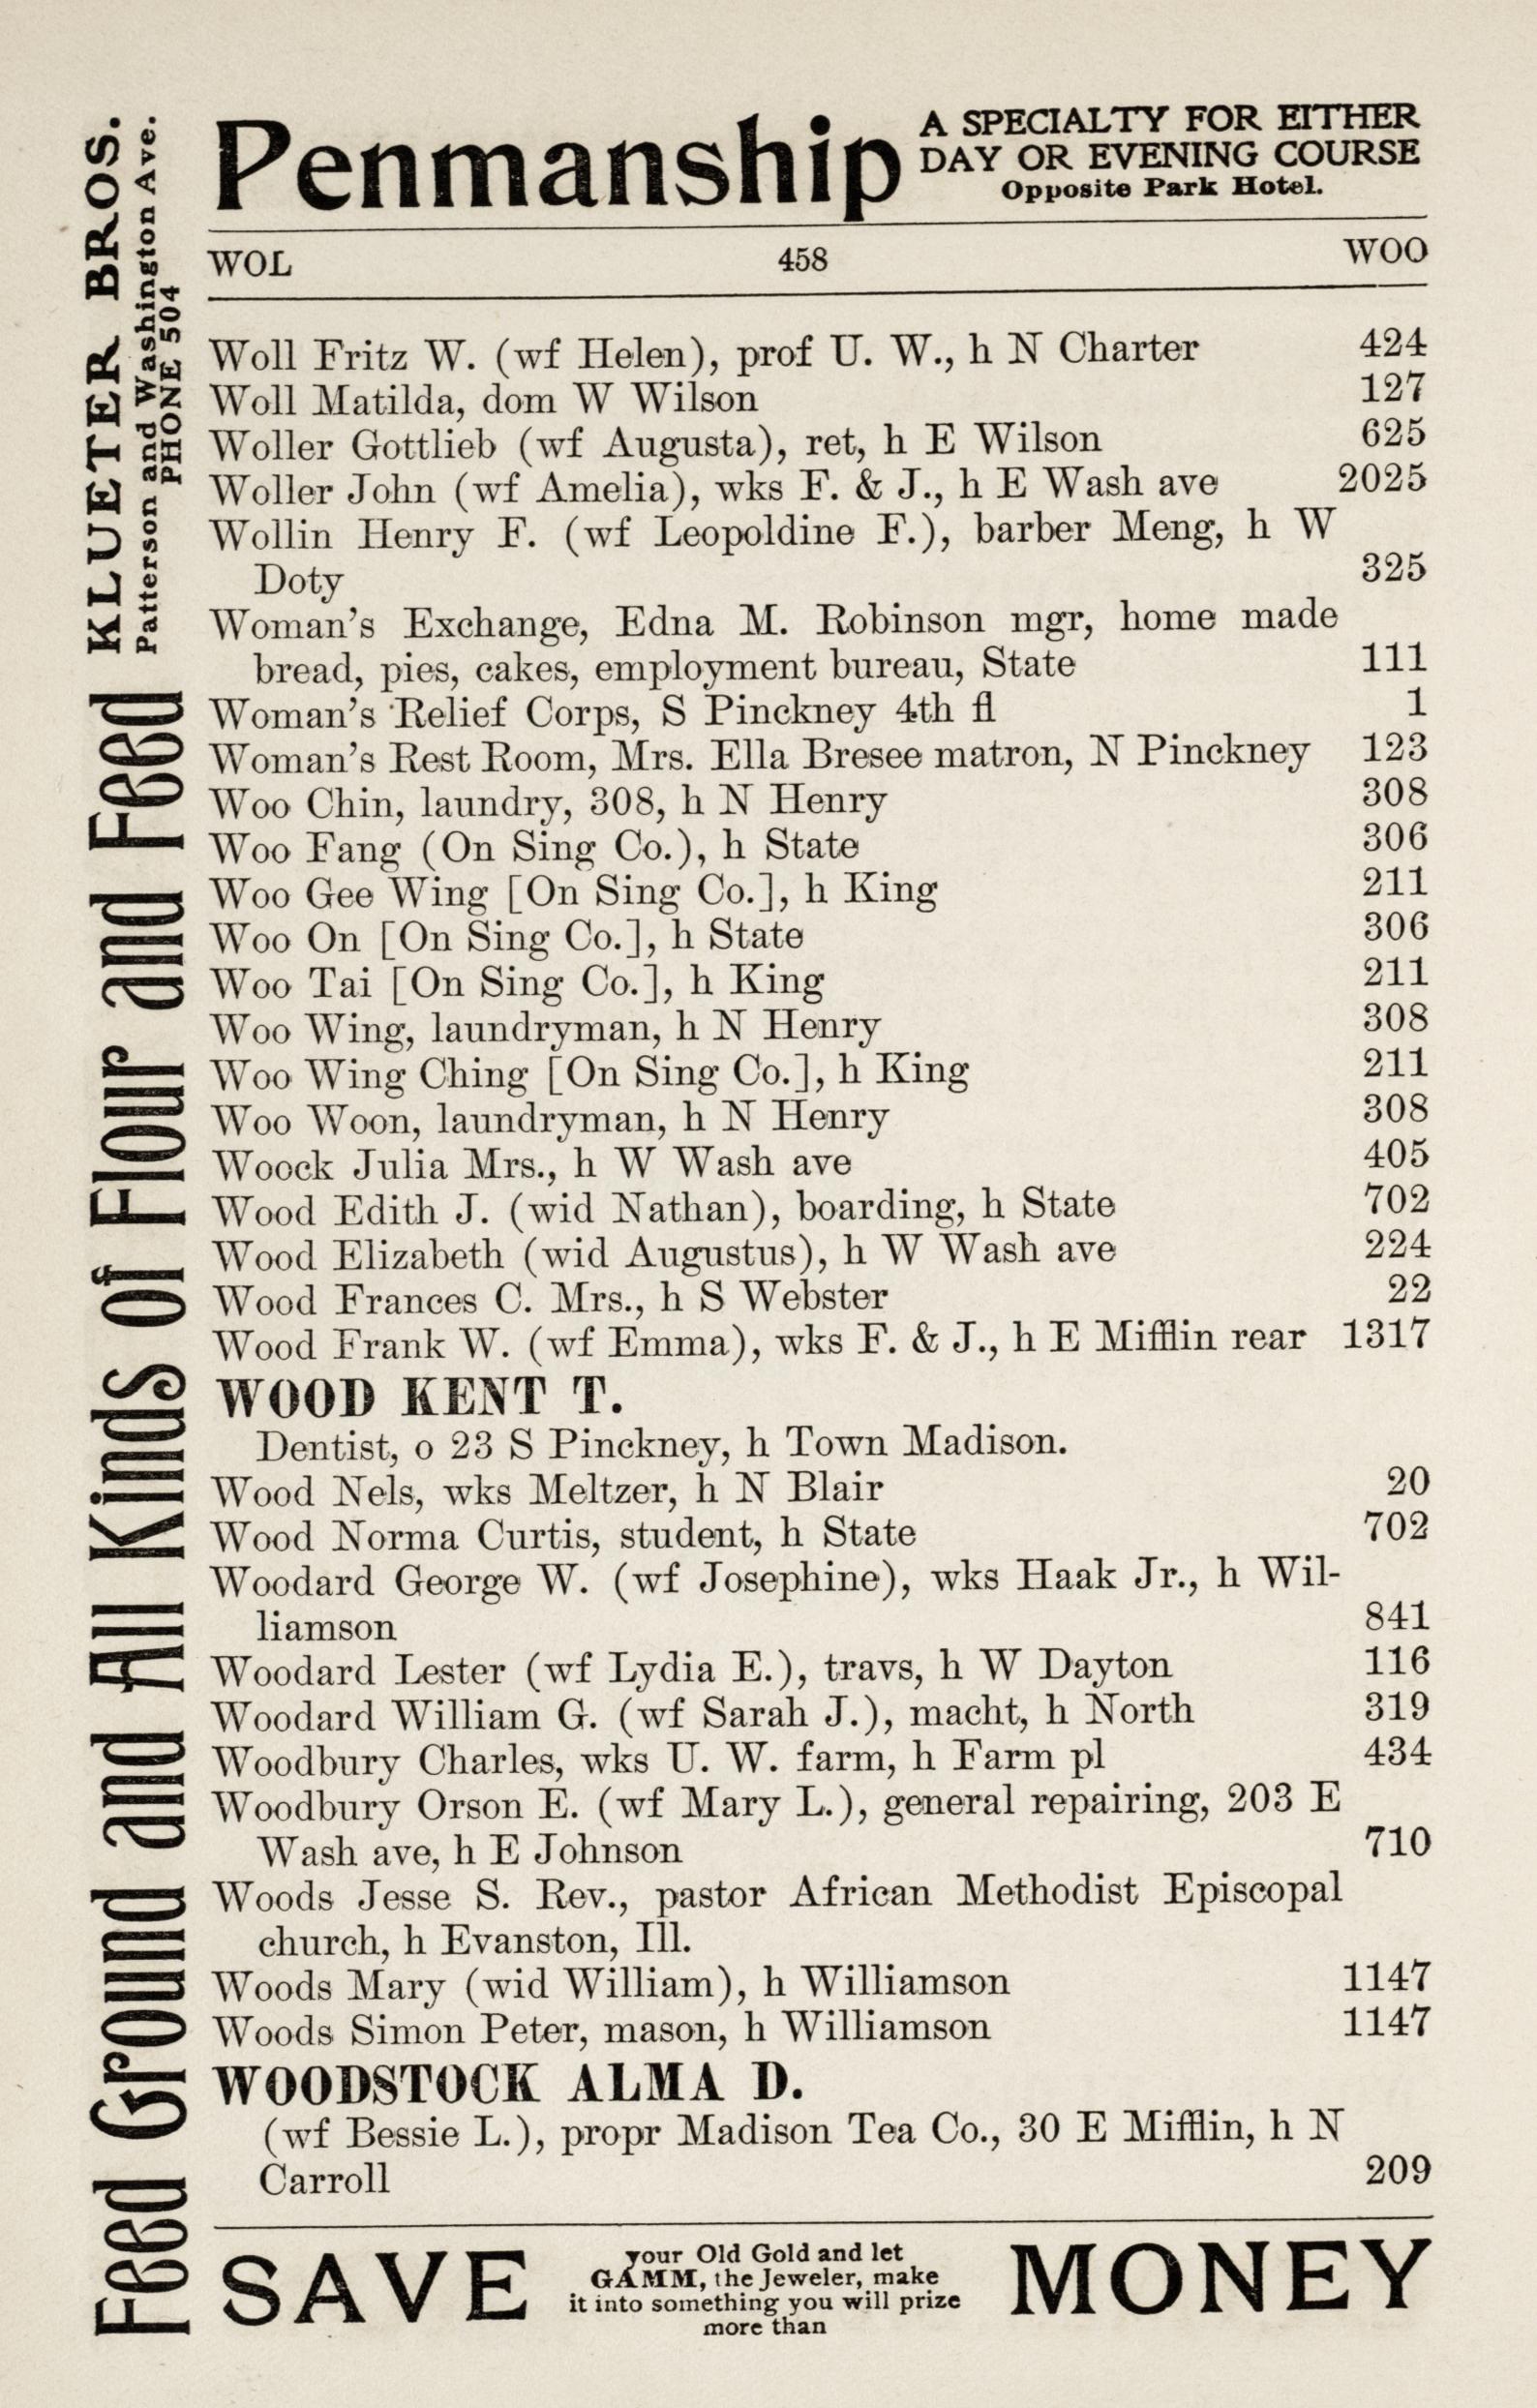 Penmanship
A SPECIALTY FOR EITHER
DAY OR EVENING COURSE
Opposite Park Hotel.
WOL 458 WOO
Woll Fritz W. (wf Helen), prof U. W., h N Charter 424
Woll Matilda, dom W Wilson 127
Woller Gottlieb (wf Augusta), ret, h E Wilson 625
Woller John (wf Amelia), wks F. & J., h E Wash ave 2025
Wollin Henry F. (wf Leopoldine F.), barber Meng, h W
Doty 325
Woman's Exchange, Edna M. Robinson mgr, home made
bread, pies, cakes, employment bureau, State 111
Woman's Relief Corps, S Pinckney 4th fl 1
Woman's Rest Room, Mrs. Ella Bresee matron, N Pinckney 123
Woo Chin, laundry, 308, h N Henry 308
Woo Fang (On Sing Co.), h State 306
Woo Gee Wing [On Sing Co.], h King 211
Woo On [On Sing Co.], h State 306
Woo Tai [On Sing Co.], h King 211
Woo Wing, laundryman, h N Henry 308
Woo Wing Ching [On Sing Co.], h King 211
Woo Woon, laundryman, h N Henry 308
Woock Julia Mrs., h W Wash ave 405
Wood Edith J. (wid Nathan), boarding, h State 702
Wood Elizabeth (wid Augustus), h W Wash ave 224
Wood Frances C. Mrs., h S Webster 22
Wood Frank W. (wf Emma), wks F. & J., h E Mifflin rear 1317
WOOD KENT T.
Dentist, o 23 S Pinckney, h Town Madison.
Wood Nels, wks Meltzer, h N Blair 20
Wood Norma Curtis, student, h State 702
Woodard George W. (wf Josephine), wks Haak Jr., h Wil-
liamson 841
Woodard Lester (wf Lydia E.), travs, h W Dayton 116
Woodard William G. (wf Sarah J.), macht, h North 319
Woodbury Charles, wks U. W. farm, h Farm pl 434
Woodbury Orson E. (wf Mary L.), general repairing, 203 E
Wash ave, h E Johnson 710
Woods Jesse S. Rev., pastor African Methodist Episcopal
church, h Evanston, Ill.
Woods Mary (wid William), h Williamson 1147
Woods Simon Peter, mason, h Williamson 1147
WOODSTOCK ALMA D.
(wf Bessie L.), propr Madison Tea Co., 30 E Mifflin, h N
Carroll 209
SAVE
your Old Gold and let
GAMM, the Jeweler, make
it into something you will prize
more than
MONEY
Feed Ground and All Kinds of Flour and Feed
KLUETER BROS.
Patterson and Washington Ave.
PHONE 504